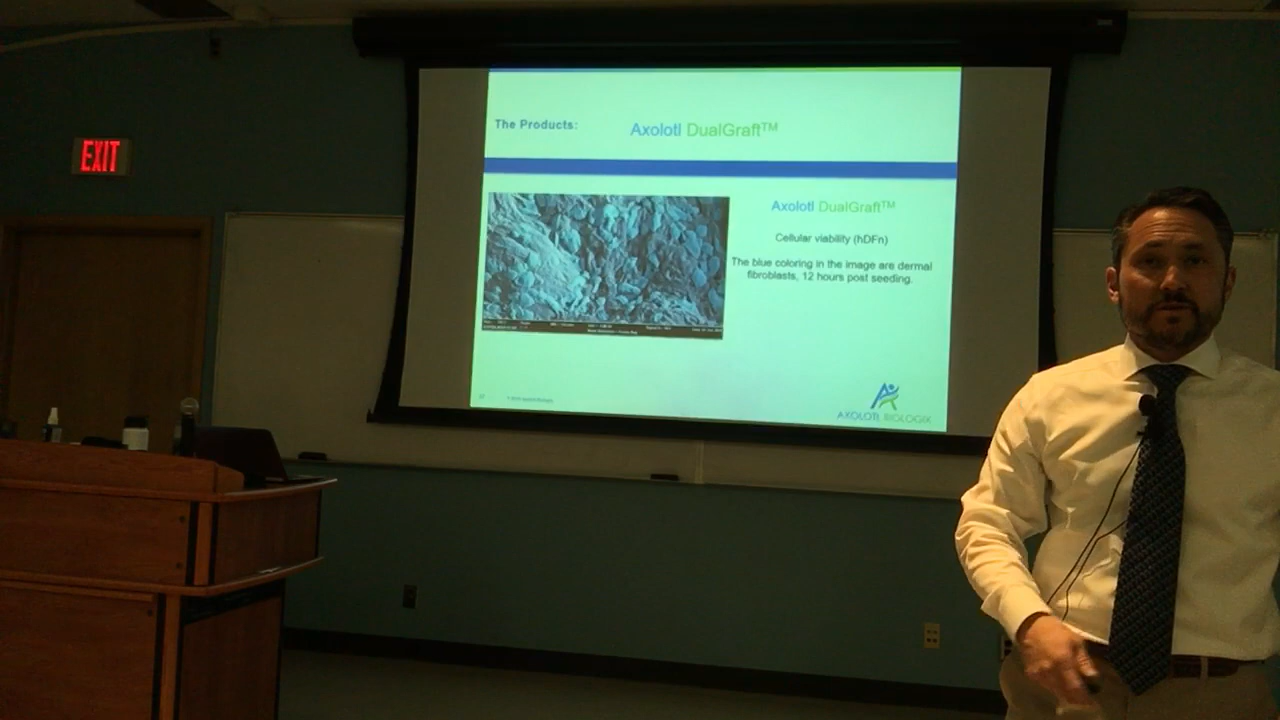 EXIT
The Products:
Axolotl DualGraft™
Axolotl DualGraft™
Cellular viability (hDFn)
The blue coloring in the image are dermal
fibroblasts, 12 hours post seeding.
AXOLOTL BIOLOGIX